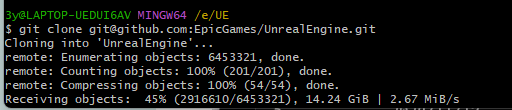 3y@LAPTOP-UEDUI6AV MINGW64 /e/UE
$ git clone git@github.com:EpicGames/UnrealEngine.git
Cloning into 'UnrealEngine'...
remote: Enumerating objects: 6453321, done.
remote: Counting objects: 100% (201/201), done.
remote: Compressing objects: 100% (54/54), done.
Receiving objects:  45% (2916610/6453321), 14.24 GiB | 2.67 MiB/s